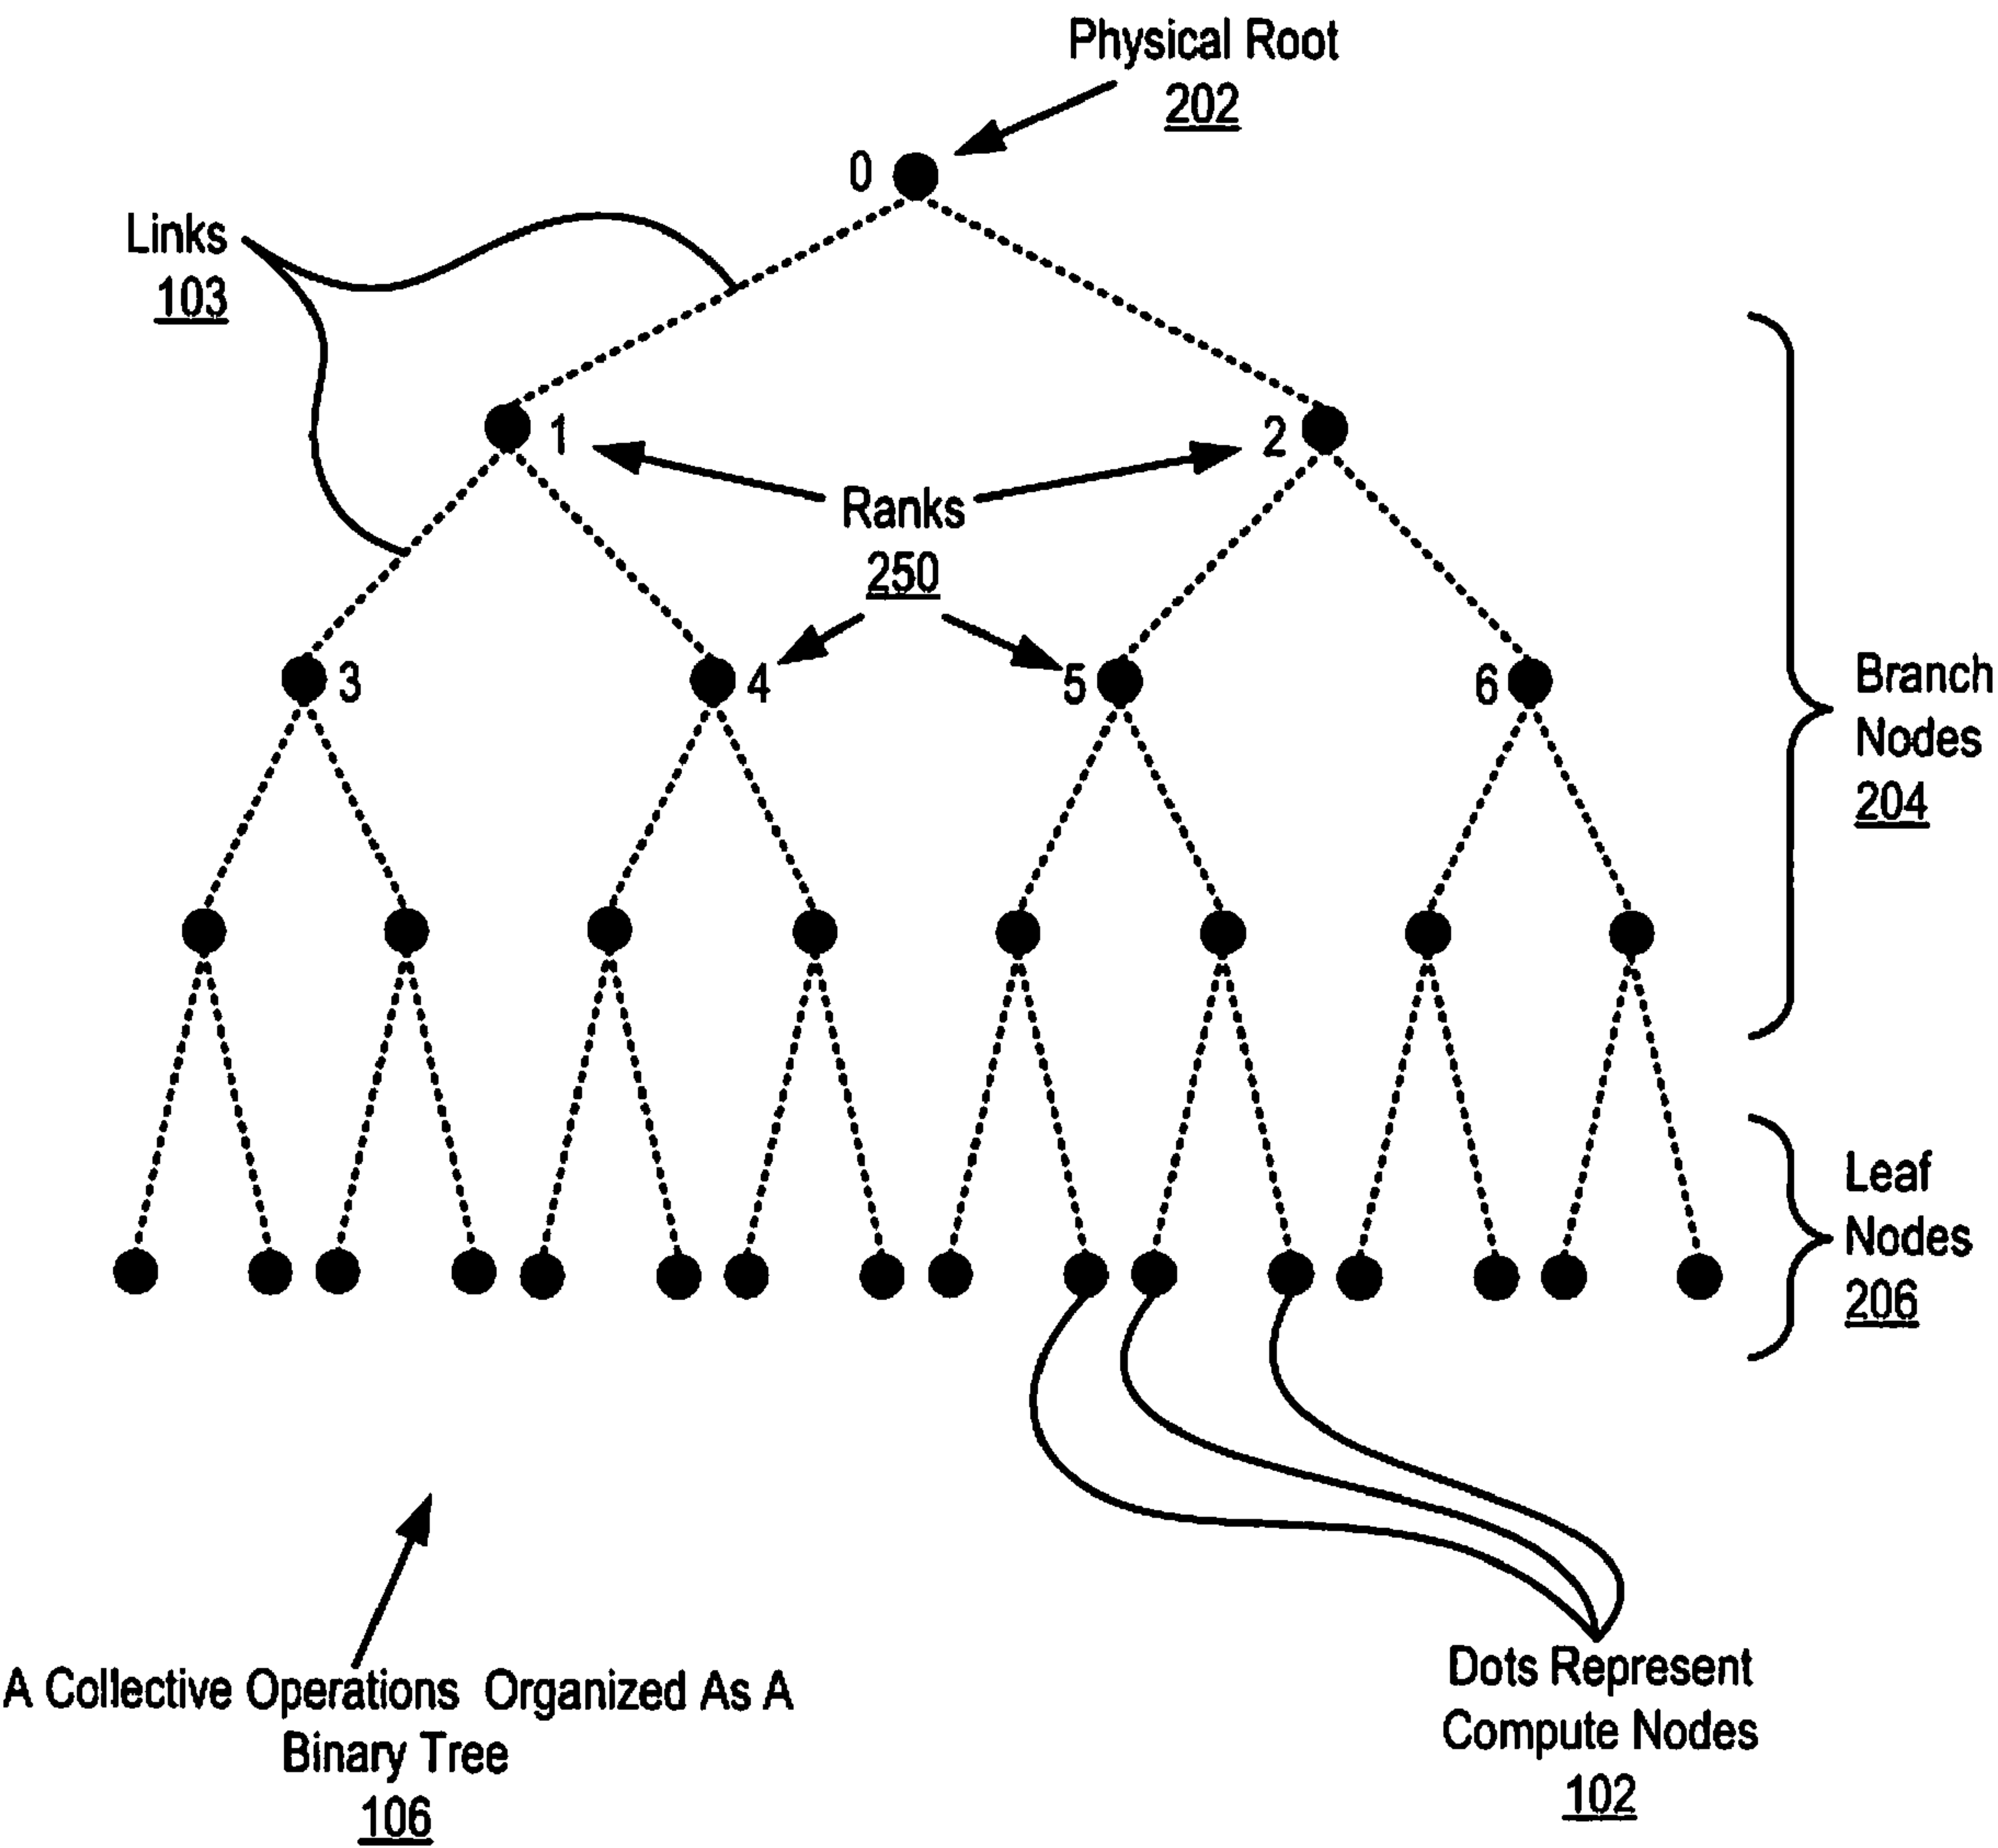 Physical Root
202
0
Links
103
1
2
Ranks
250
3
4
5
6
Branch
Nodes
204
Leaf
Nodes
206
A Collective Operations Organized As A
Binary Tree
106
Dots Represent
Compute Nodes
102